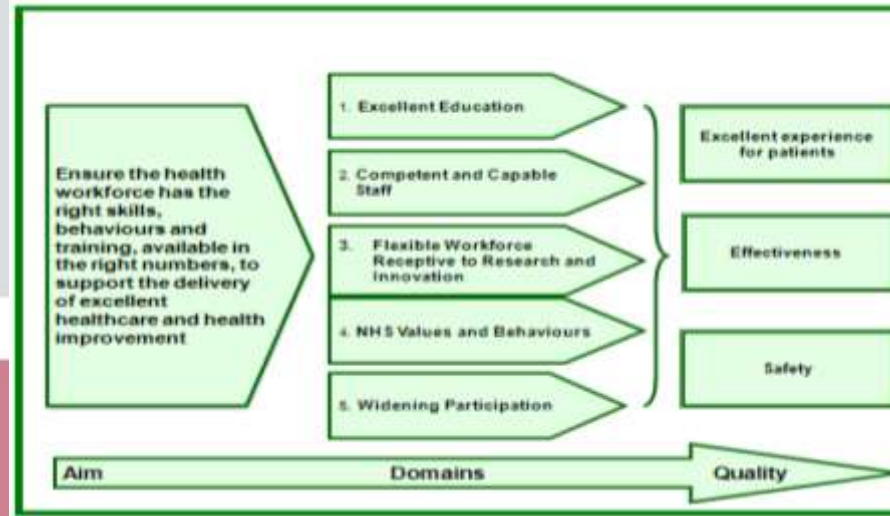 Ensure the health
workforce has the
right skills,
behaviours and
training, available in
the right numbers, to
support the delivery
of excellent
healthcare and health
improvement
1. Excellent Education
2. Competent and Capable
Staff
3. Flexible Workforce
Receptive to Research and
Innovation
4. NHS Values and Behaviours
5. Widening Participation
Excellent experience
for patients
Effectiveness
Safety
Aim Domains Quality